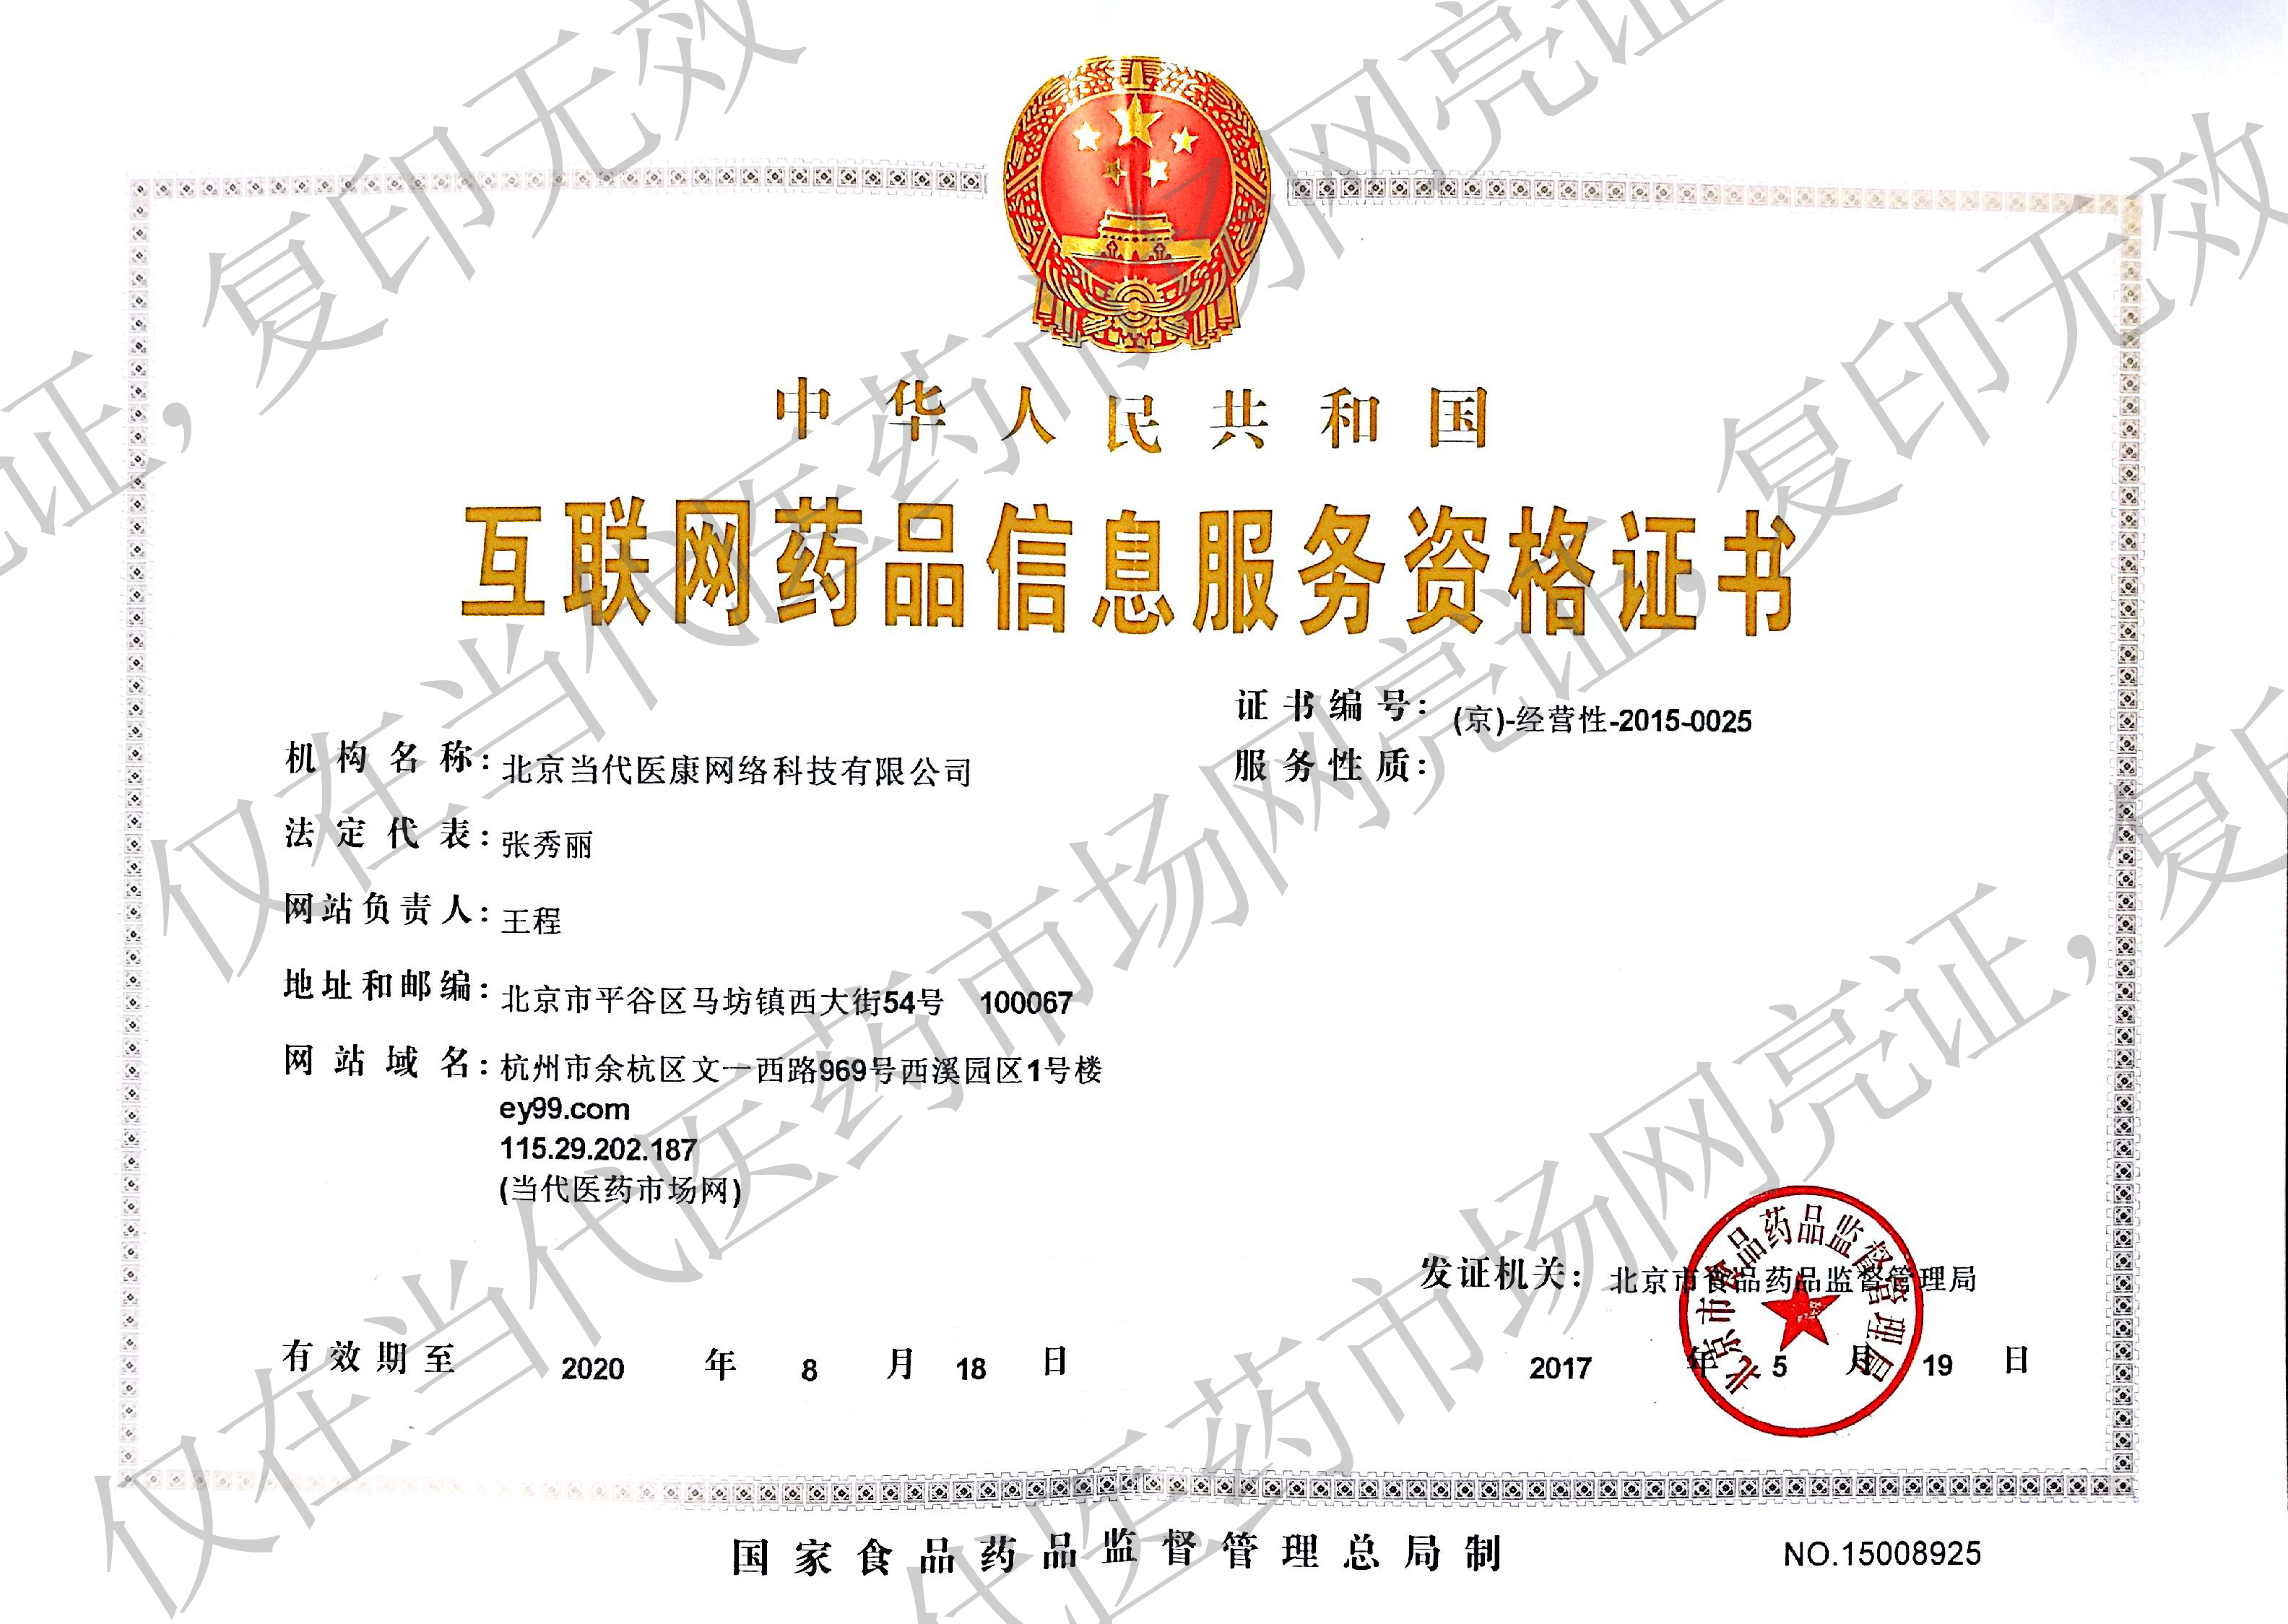 中华人民共和国
互联网药品信息服务资格证书
证书编号：(京)-经营性-2015-0025
服务性质：
机构名称：北京当代医康网络科技有限公司
法定代表：张秀丽
网站负责人：王程
地址和邮编：北京市平谷区马坊镇西大街54号 100067
网站域名：杭州市余杭区文一西路969号西溪园区1号楼
ey99.com
115.29.202.187
(当代医药市场网)
发证机关：北京市食品药品监督管理局
北京市食品药品监督管理局
有效期至 2020 年 8 月 18 日
2017 年 5 月 19 日
国家食品药品监督管理总局制
NO.15008925
仅在当代医药市场网亮证，复印无效
仅在当代医药市场网亮证，复印无效
代医药市场网亮证，复印
证，复印无效